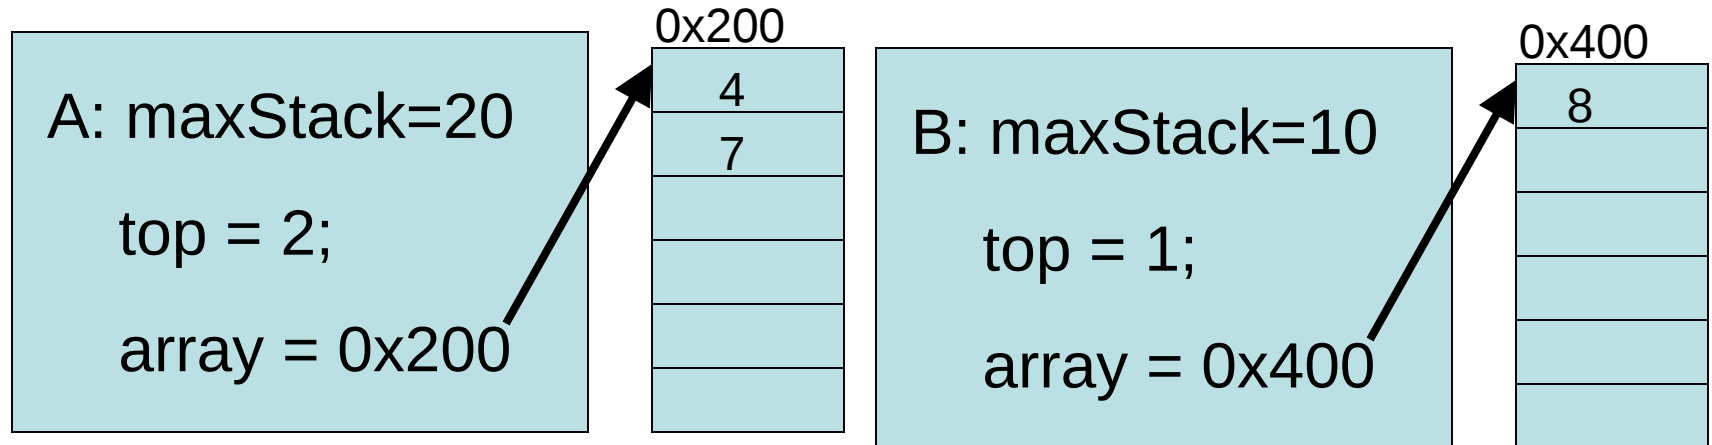 A: maxStack=20
top = 2;
array = 0x200
0x200
4
7
B: maxStack=10
top = 1;
array = 0x400
0x400
8